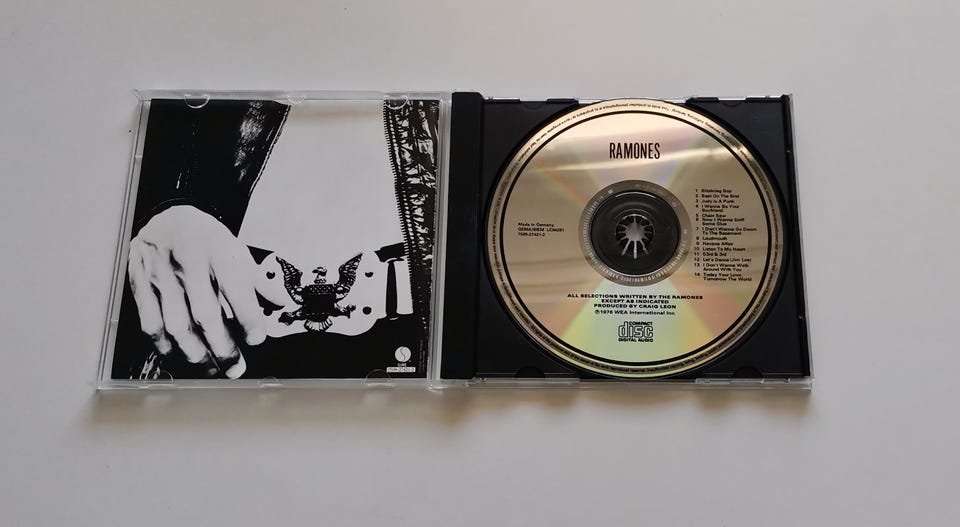 SIRE
7599-27421-2
RAMONES
Made in Germany
GEMA/BIEM LC04281
7599-27421-2
1 Blitzkrieg Bop
2 Beat On The Brat
3 Judy Is A Punk
4 I Wanna Be Your
Boyfriend
5 Chain Saw
6 Now I Wanna Sniff
Some Glue
7 I Don't Wanna Go Down
To The Basement
8 Loudmouth
9 Havana Affair
10 Listen To My Heart
11 53rd & 3rd
12 Let's Dance (Jim Lee)
13 I Don't Wanna Walk
Around With You
14 Today Your Love,
Tomorrow The World
ALL SELECTIONS WRITTEN BY THE RAMONES
EXCEPT AS INDICATED
PRODUCED BY CRAIG LEON
℗1976 WEA International Inc
COMPACT
disc
DIGITAL AUDIO